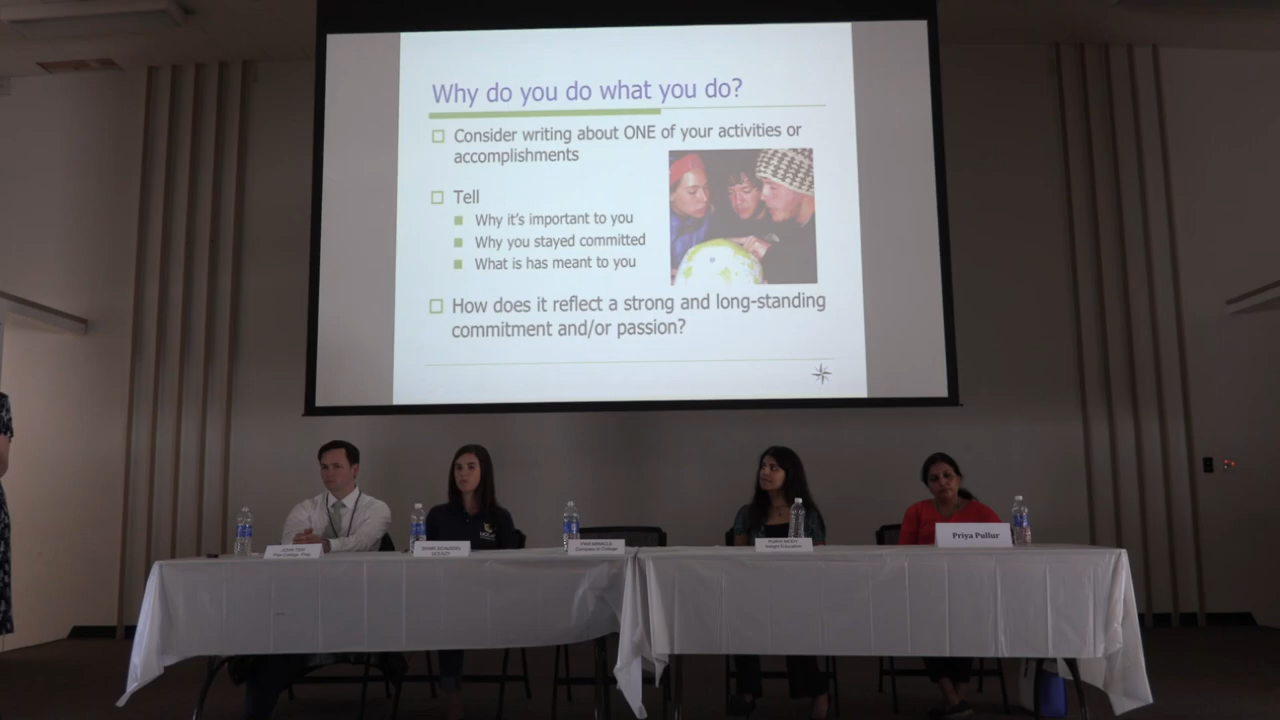 Why do you do what you do?
Consider writing about ONE of your activities or
accomplishments
Tell
Why it's important to you
Why you stayed committed
What is has meant to you
How does it reflect a strong and long-standing
commitment and/or passion?
Insight Education
Priya Pullur